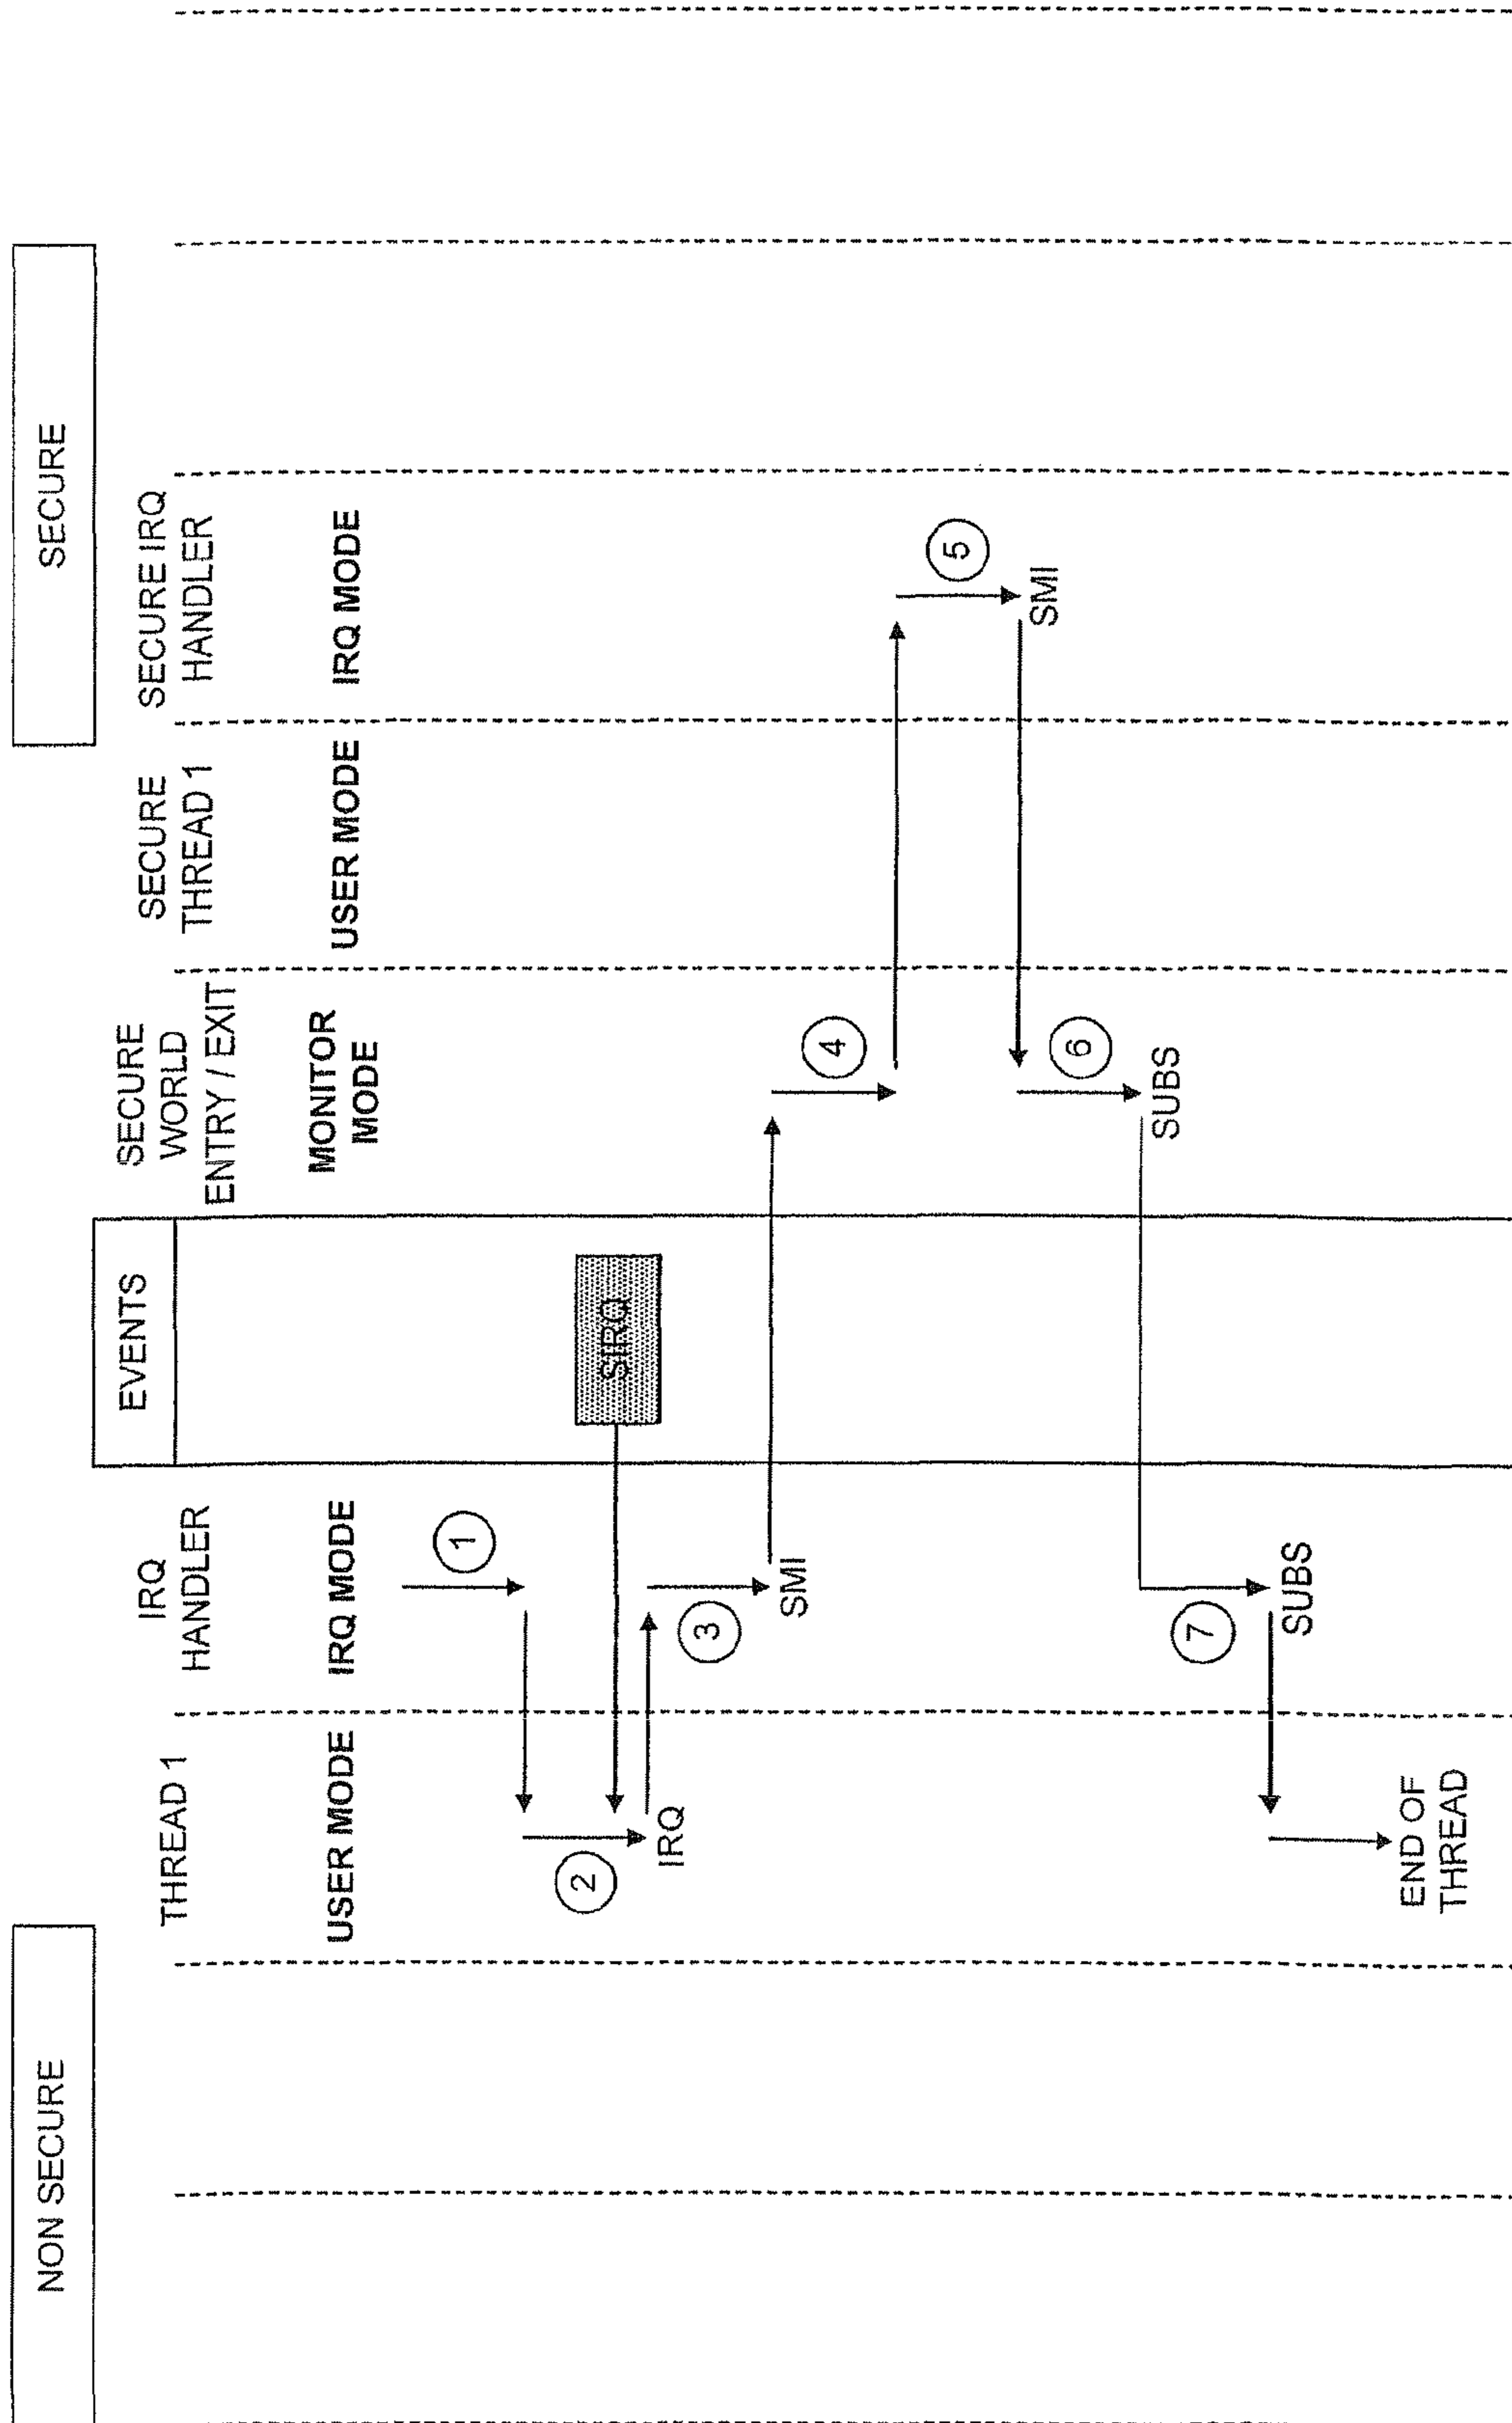 NON SECURE
SECURE
EVENTS
THREAD 1
IRQ
HANDLER
SECURE
WORLD
ENTRY / EXIT
SECURE
THREAD 1
SECURE IRQ
HANDLER
USER MODE
IRQ MODE
MONITOR
MODE
USER MODE
IRQ MODE
1
2
SIRQ
IRQ
3
SMI
4
5
SMI
6
SUBS
7
SUBS
END OF
THREAD